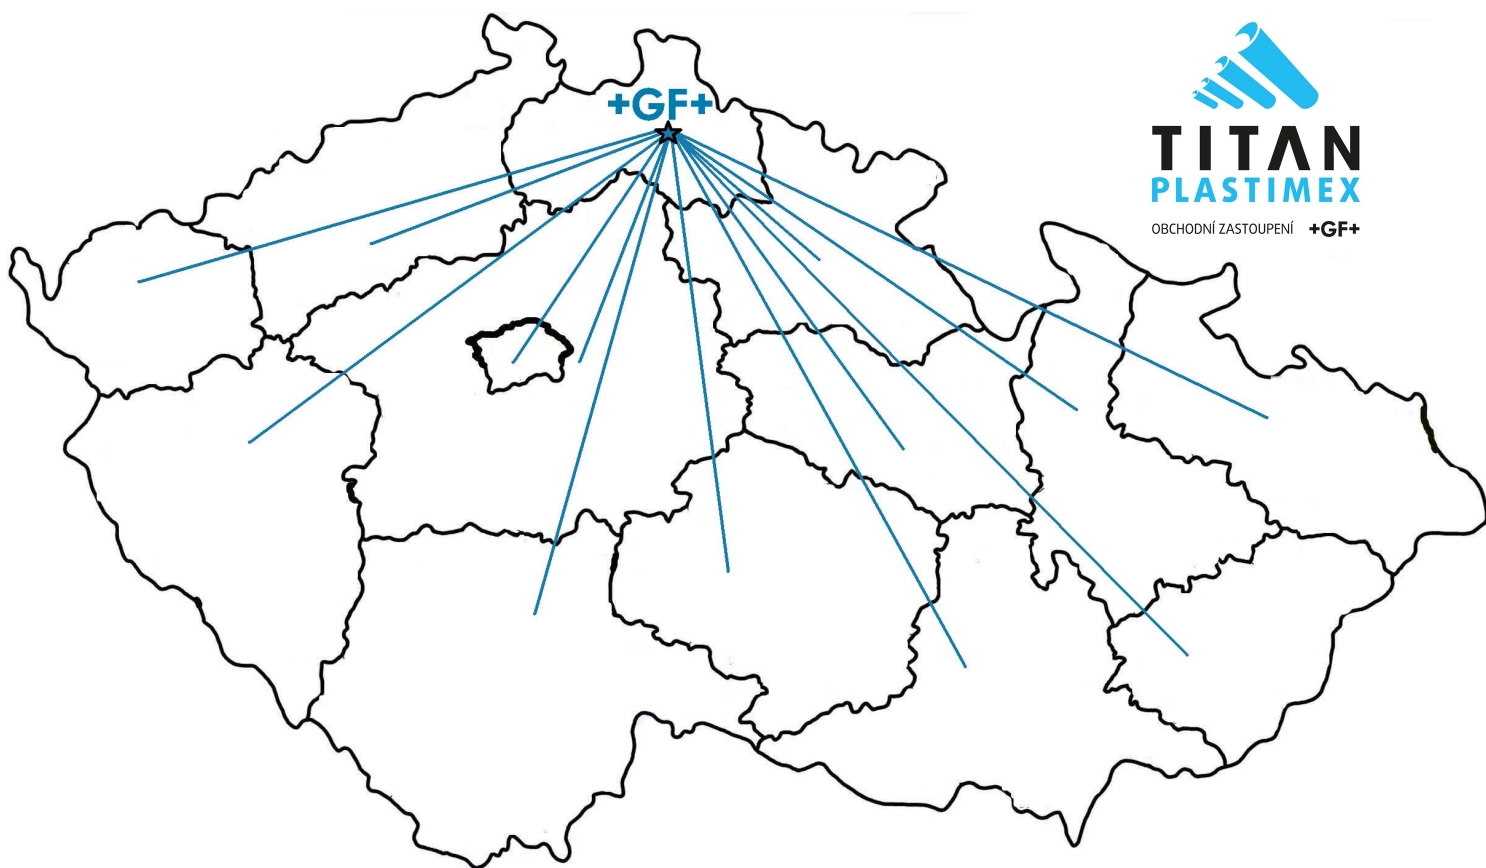 +GF+
TITAN
PLASTIMEX
OBCHODNÍ ZASTOUPENÍ +GF+